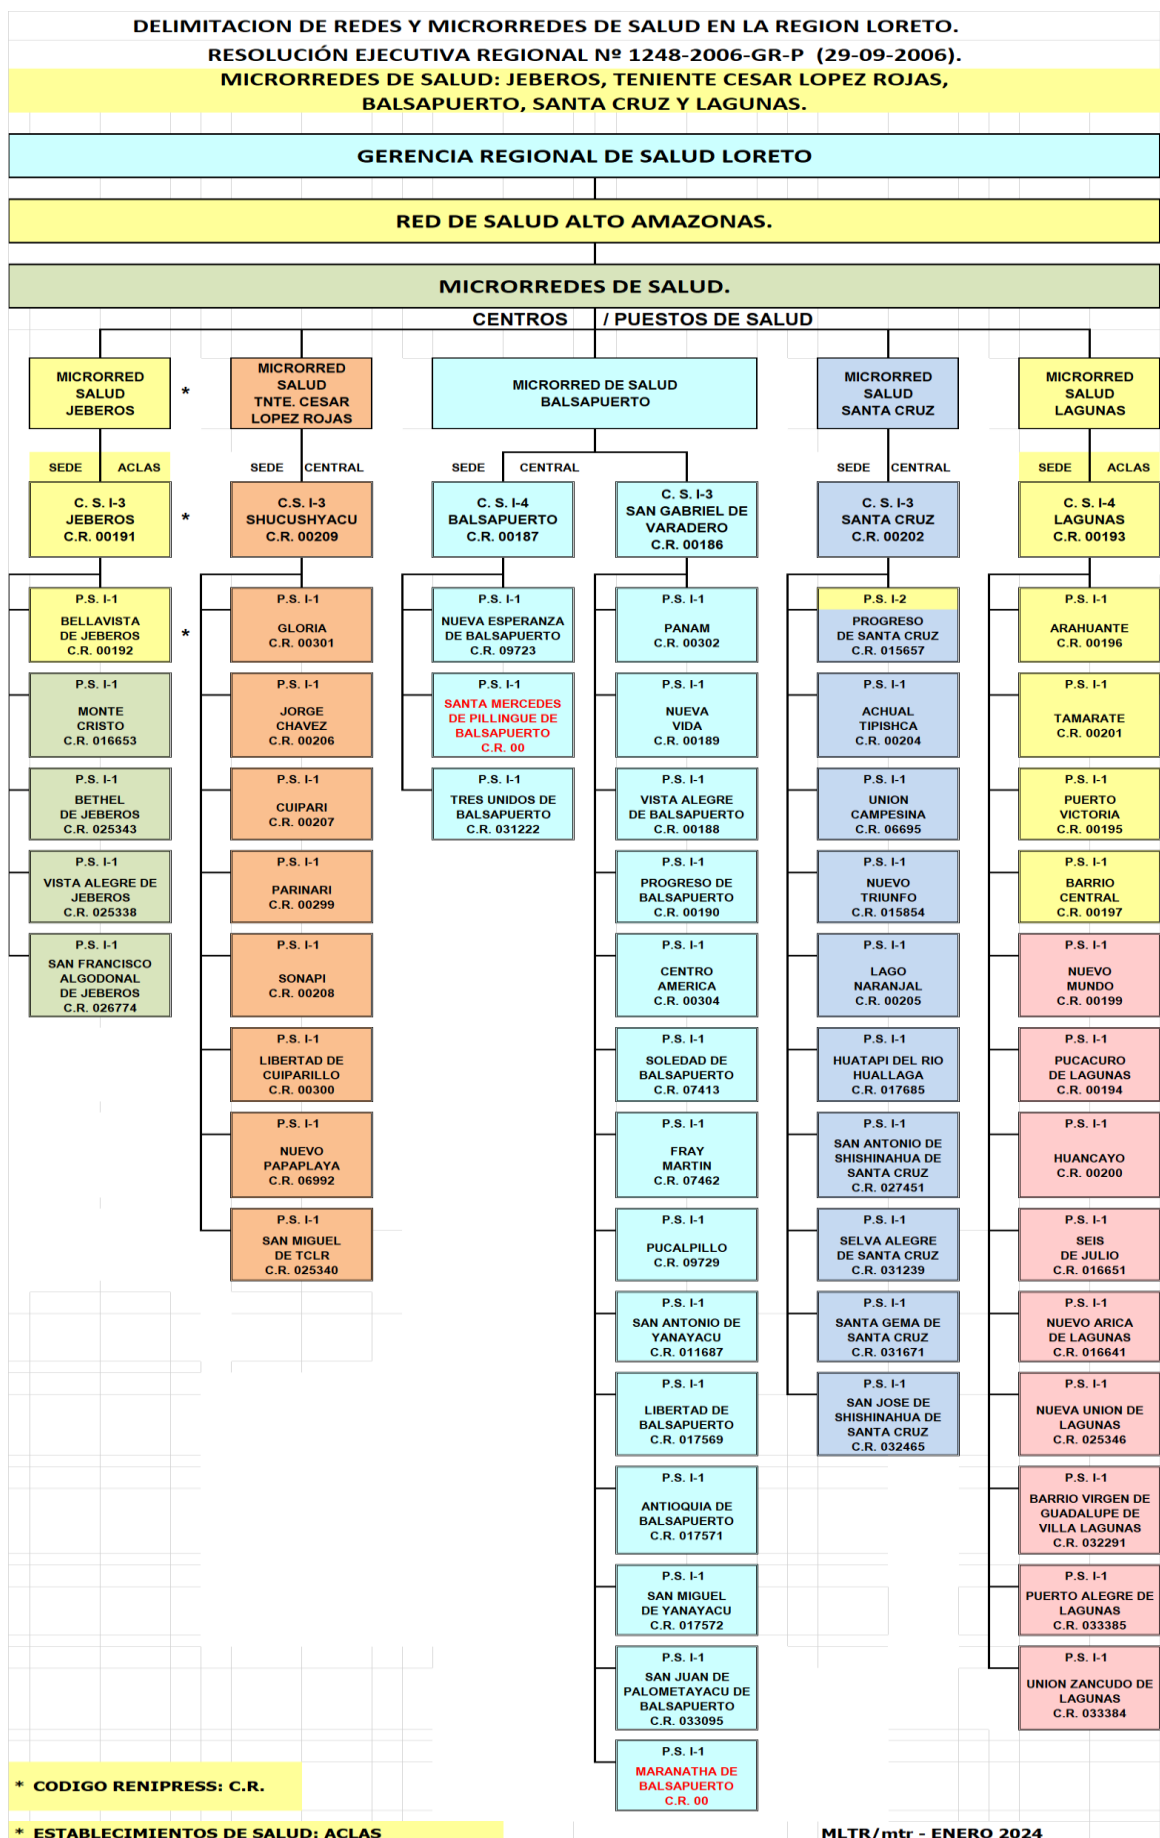 DELIMITACION DE REDES Y MICRORREDES DE SALUD EN LA REGION LORETO.
RESOLUCIÓN EJECUTIVA REGIONAL Nº 1248-2006-GR-P (29-09-2006).
MICRORREDES DE SALUD: JEBEROS, TENIENTE CESAR LOPEZ ROJAS,
BALSAPUERTO, SANTA CRUZ Y LAGUNAS.
GERENCIA REGIONAL DE SALUD LORETO
RED DE SALUD ALTO AMAZONAS.
MICRORREDES DE SALUD.
CENTROS / PUESTOS DE SALUD
MICRORRED
SALUD
JEBEROS
*
SEDE ACLAS
C. S. I-3
JEBEROS
C.R. 00191
*
P.S. I-1
BELLAVISTA
DE JEBEROS
C.R. 00192
*
P.S. I-1
MONTE
CRISTO
C.R. 016653
P.S. I-1
BETHEL
DE JEBEROS
C.R. 025343
P.S. I-1
VISTA ALEGRE DE
JEBEROS
C.R. 025338
P.S. I-1
SAN FRANCISCO
ALGODONAL
DE JEBEROS
C.R. 026774
MICRORRED
SALUD
TNTE. CESAR
LOPEZ ROJAS
SEDE CENTRAL
C.S. I-3
SHUCUSHYACU
C.R. 00209
P.S. I-1
GLORIA
C.R. 00301
P.S. I-1
JORGE
CHAVEZ
C.R. 00206
P.S. I-1
CUIPARI
C.R. 00207
P.S. I-1
PARINARI
C.R. 00299
P.S. I-1
SONAPI
C.R. 00208
P.S. I-1
LIBERTAD DE
CUIPARILLO
C.R. 00300
P.S. I-1
NUEVO
PAPAPLAYA
C.R. 06992
P.S. I-1
SAN MIGUEL
DE TCLR
C.R. 025340
MICRORRED DE SALUD
BALSAPUERTO
SEDE CENTRAL
C. S. I-4
BALSAPUERTO
C.R. 00187
P.S. I-1
NUEVA ESPERANZA
DE BALSAPUERTO
C.R. 09723
P.S. I-1
SANTA MERCEDES
DE PILLINGUE DE
BALSAPUERTO
C.R. 00
P.S. I-1
TRES UNIDOS DE
BALSAPUERTO
C.R. 031222
C. S. I-3
SAN GABRIEL DE
VARADERO
C.R. 00186
P.S. I-1
PANAM
C.R. 00302
P.S. I-1
NUEVA
VIDA
C.R. 00189
P.S. I-1
VISTA ALEGRE
DE BALSAPUERTO
C.R. 00188
P.S. I-1
PROGRESO DE
BALSAPUERTO
C.R. 00190
P.S. I-1
CENTRO
AMERICA
C.R. 00304
P.S. I-1
SOLEDAD DE
BALSAPUERTO
C.R. 07413
P.S. I-1
FRAY
MARTIN
C.R. 07462
P.S. I-1
PUCALPILLO
C.R. 09729
P.S. I-1
SAN ANTONIO DE
YANAYACU
C.R. 011687
P.S. I-1
LIBERTAD DE
BALSAPUERTO
C.R. 017569
P.S. I-1
ANTIOQUIA DE
BALSAPUERTO
C.R. 017571
P.S. I-1
SAN MIGUEL
DE YANAYACU
C.R. 017572
P.S. I-1
SAN JUAN DE
PALOMETAYACU DE
BALSAPUERTO
C.R. 033095
P.S. I-1
MARANATHA DE
BALSAPUERTO
C.R. 00
MICRORRED
SALUD
SANTA CRUZ
SEDE CENTRAL
C.S. I-3
SANTA CRUZ
C.R. 00202
P.S. I-2
PROGRESO
DE SANTA CRUZ
C.R. 015657
P.S. I-1
ACHUAL
TIPISHCA
C.R. 00204
P.S. I-1
UNION
CAMPESINA
C.R. 06695
P.S. I-1
NUEVO
TRIUNFO
C.R. 015854
P.S. I-1
LAGO
NARANJAL
C.R. 00205
P.S. I-1
HUATAPI DEL RIO
HUALLAGA
C.R. 017685
P.S. I-1
SAN ANTONIO DE
SHISHINAHUA DE
SANTA CRUZ
C.R. 027451
P.S. I-1
SELVA ALEGRE
DE SANTA CRUZ
C.R. 031239
P.S. I-1
SANTA GEMA DE
SANTA CRUZ
C.R. 031671
P.S. I-1
SAN JOSE DE
SHISHINAHUA DE
SANTA CRUZ
C.R. 032465
MICRORRED
SALUD
LAGUNAS
SEDE ACLAS
C. S. I-4
LAGUNAS
C.R. 00193
P.S. I-1
ARAHUANTE
C.R. 00196
P.S. I-1
TAMARATE
C.R. 00201
P.S. I-1
PUERTO
VICTORIA
C.R. 00195
P.S. I-1
BARRIO
CENTRAL
C.R. 00197
P.S. I-1
NUEVO
MUNDO
C.R. 00199
P.S. I-1
PUCACURO
DE LAGUNAS
C.R. 00194
P.S. I-1
HUANCAYO
C.R. 00200
P.S. I-1
SEIS
DE JULIO
C.R. 016651
P.S. I-1
NUEVO ARICA
DE LAGUNAS
C.R. 016641
P.S. I-1
NUEVA UNION DE
LAGUNAS
C.R. 025346
P.S. I-1
BARRIO VIRGEN DE
GUADALUPE DE
VILLA LAGUNAS
C.R. 032291
P.S. I-1
PUERTO ALEGRE DE
LAGUNAS
C.R. 033385
P.S. I-1
UNION ZANCUDO DE
LAGUNAS
C.R. 033384
* CODIGO RENIPRESS: C.R.
* ESTABLECIMIENTOS DE SALUD: ACLAS
MLTR/mtr - ENERO 2024